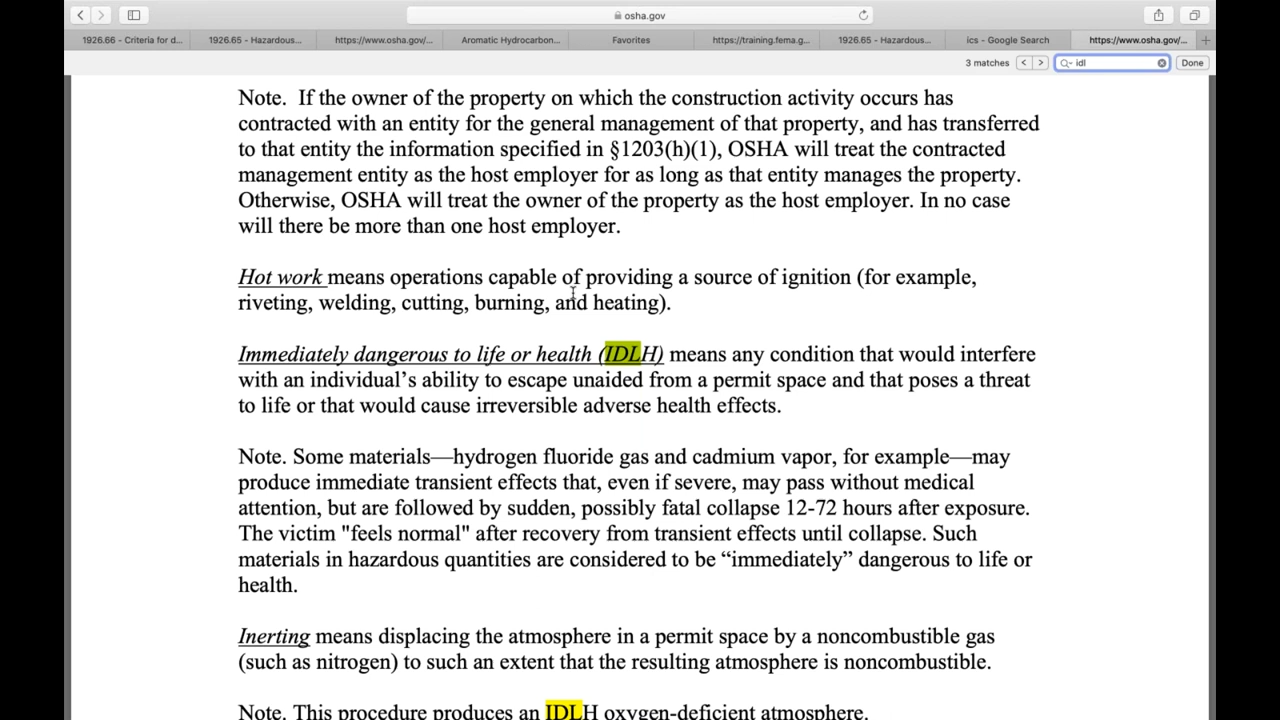 osha.gov
1926.66 - Criteria for d...
1926.65 - Hazardous...
https://www.osha.gov/...
Aromatic Hydrocarbon...
Favorites
https://training.fema.g...
1926.65 - Hazardous...
ics - Google Search
https://www.osha.gov/...
3 matches
idl
Done
Note.  If the owner of the property on which the construction activity occurs has
contracted with an entity for the general management of that property, and has transferred
to that entity the information specified in §1203(h)(1), OSHA will treat the contracted
management entity as the host employer for as long as that entity manages the property.
Otherwise, OSHA will treat the owner of the property as the host employer. In no case
will there be more than one host employer.
Hot work means operations capable of providing a source of ignition (for example,
riveting, welding, cutting, burning, and heating).
Immediately dangerous to life or health (IDLH) means any condition that would interfere
with an individual’s ability to escape unaided from a permit space and that poses a threat
to life or that would cause irreversible adverse health effects.
Note. Some materials—hydrogen fluoride gas and cadmium vapor, for example—may
produce immediate transient effects that, even if severe, may pass without medical
attention, but are followed by sudden, possibly fatal collapse 12-72 hours after exposure.
The victim "feels normal" after recovery from transient effects until collapse. Such
materials in hazardous quantities are considered to be “immediately” dangerous to life or
health.
Inerting means displacing the atmosphere in a permit space by a noncombustible gas
(such as nitrogen) to such an extent that the resulting atmosphere is noncombustible.
Note. This procedure produces an IDLH oxygen-deficient atmosphere.